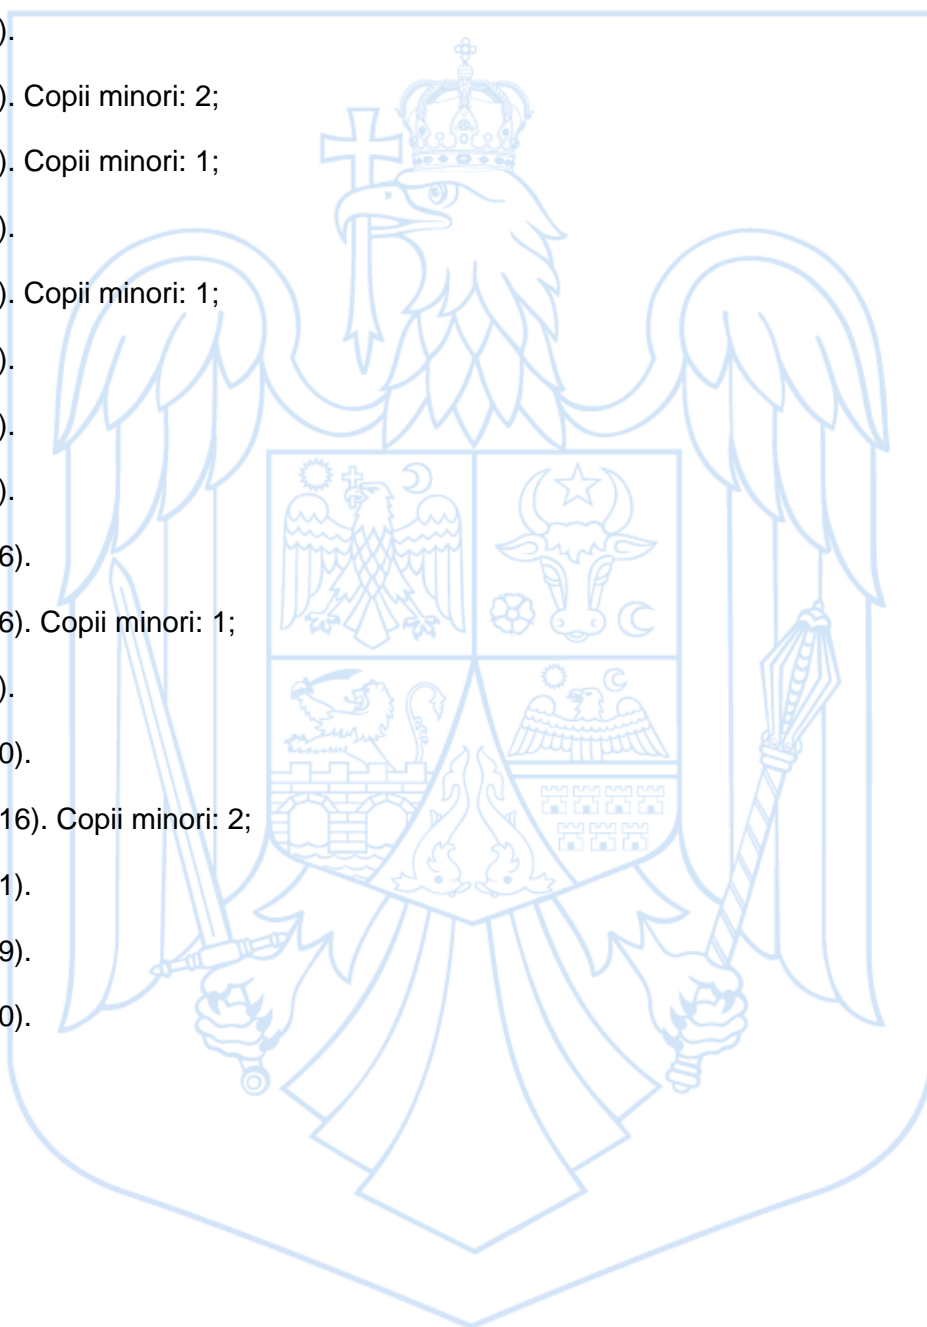 ).
). Copii minori: 2;
). Copii minori: 1;
).
). Copii minori: 1;
).
).
).
6).
6). Copii minori: 1;
).
0).
16). Copii minori: 2;
1).
9).
0).